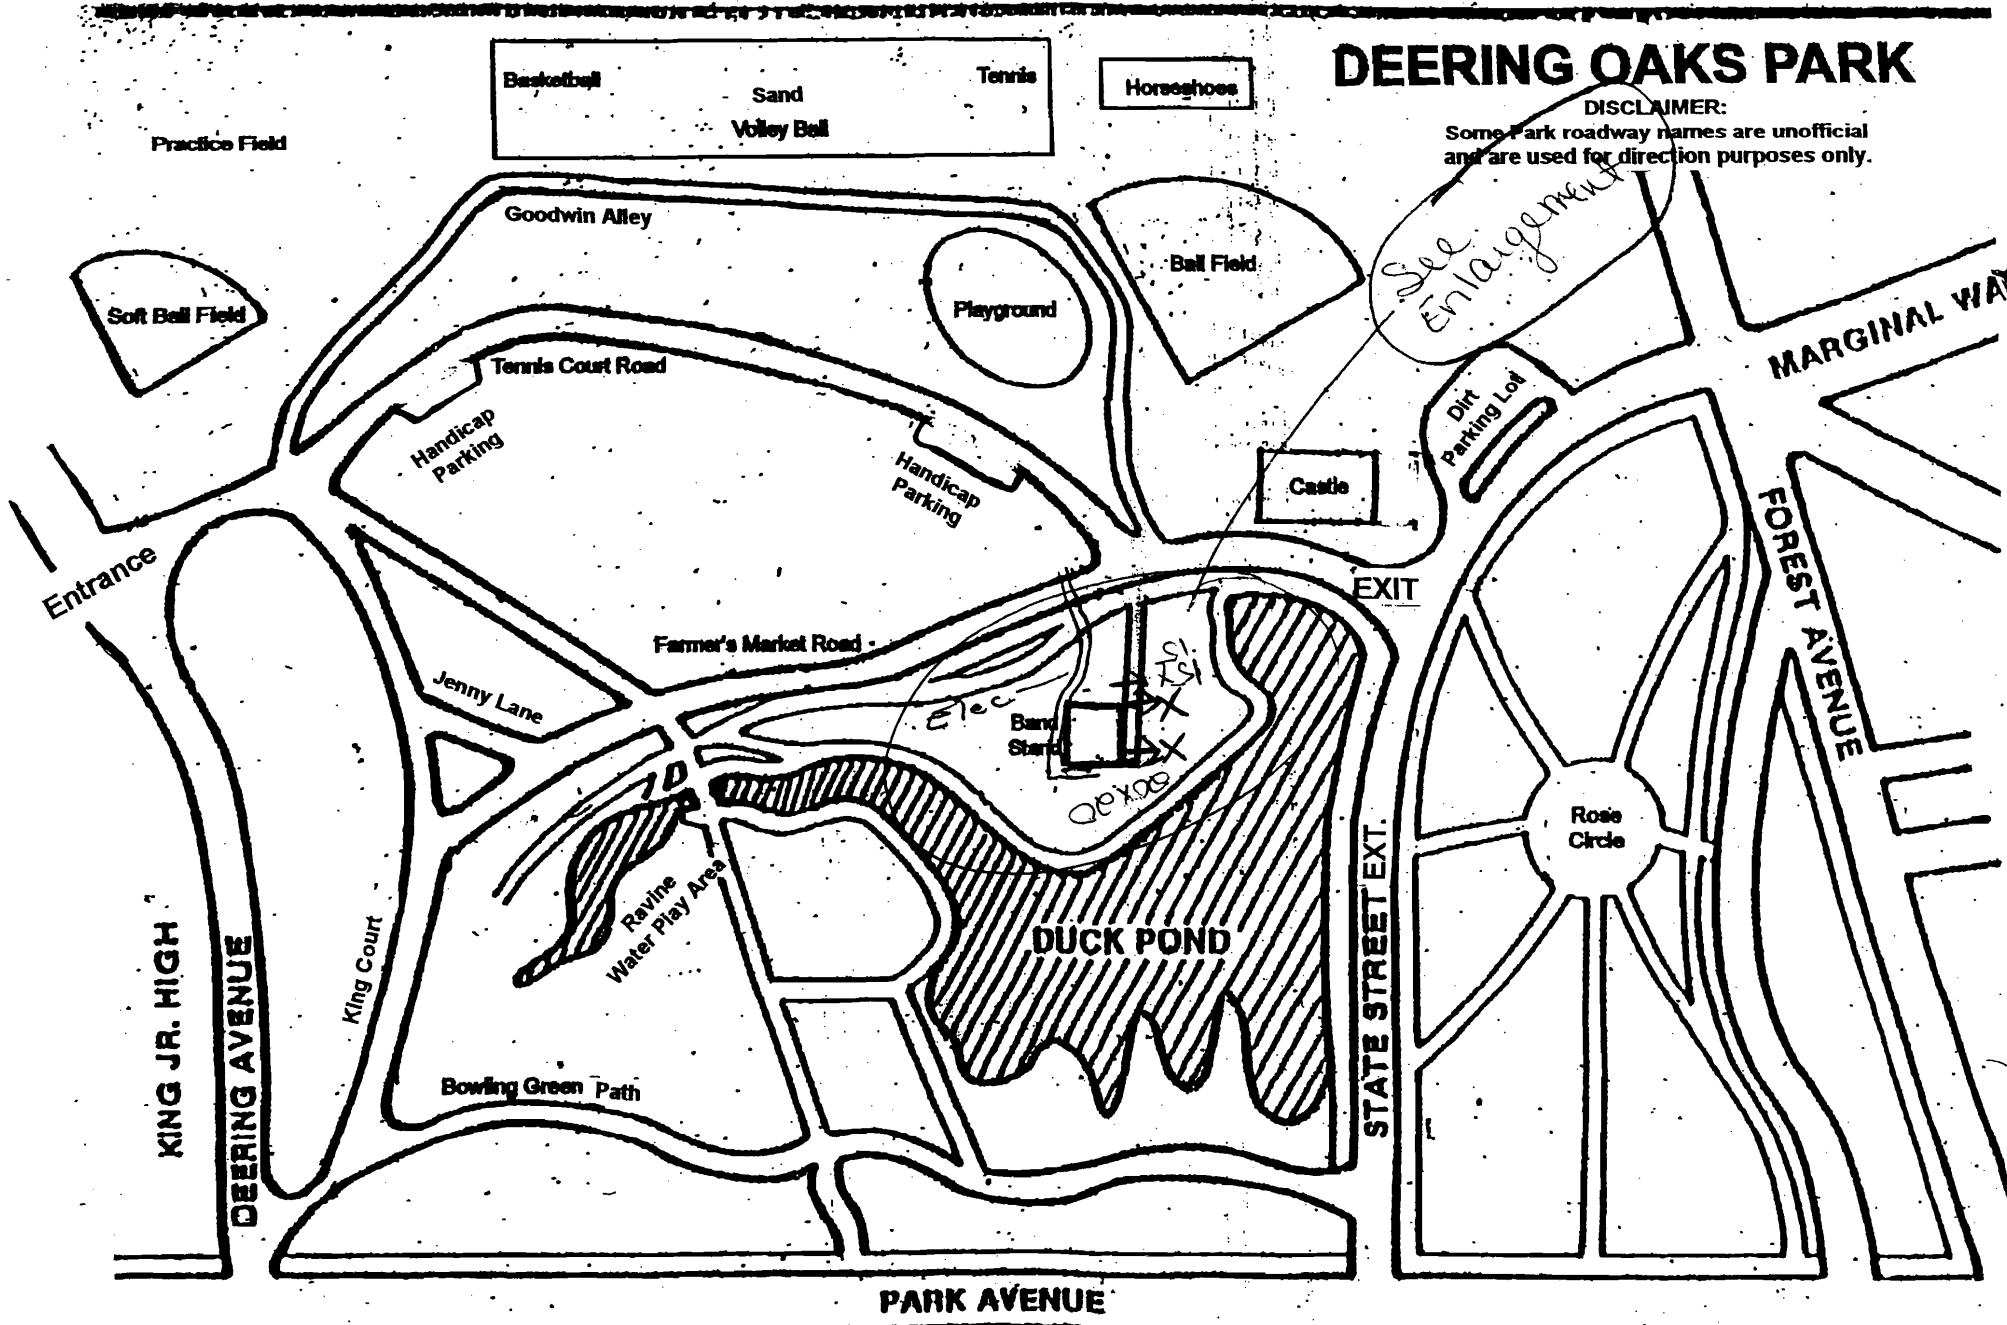 DEERING OAKS PARK
DISCLAIMER:
Some Park roadway names are unofficial
and are used for direction purposes only.
Basketball
Sand
Volley Ball
Tennis
Horseshoes
Practice Field
Goodwin Alley
Soft Ball Field
Playground
Ball Field
See
Enlargement
MARGINAL WA
Tennis Court Road
Handicap
Parking
Handicap
Parking
Dirt
Parking Lot
Castle
Entrance
EXIT
FOREST AVENUE
Farmer's Market Road
Jenny Lane
Elec
Band
Stand
Rose
Circle
Ravine
Water Play Area
DUCK POND
King Court
KING JR. HIGH
DEERING AVENUE
STATE STREET EXT.
Bowling Green Path
PARK AVENUE